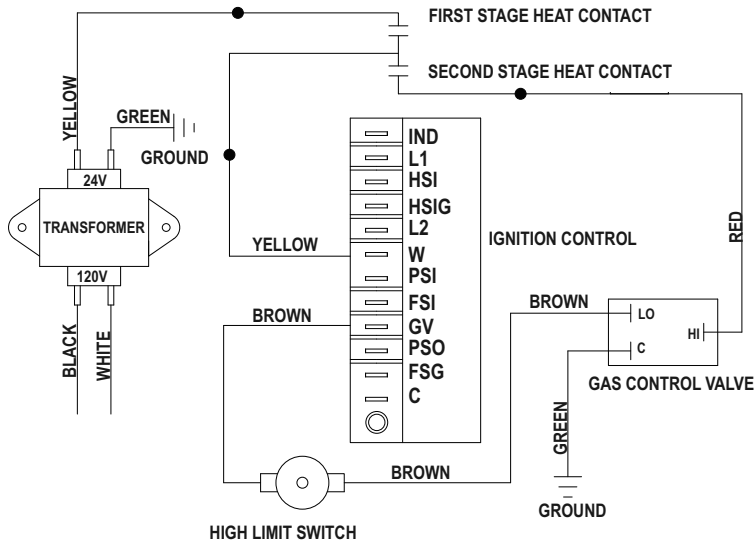 FIRST STAGE HEAT CONTACT
SECOND STAGE HEAT CONTACT
YELLOW
GREEN
GROUND
24V
TRANSFORMER
120V
BLACK
WHITE
YELLOW
BROWN
IND
L1
HSI
HSIG
L2
W
PSI
FSI
GV
PSO
FSG
C
IGNITION CONTROL
RED
BROWN
LO
HI
C
GAS CONTROL VALVE
GREEN
GROUND
BROWN
HIGH LIMIT SWITCH